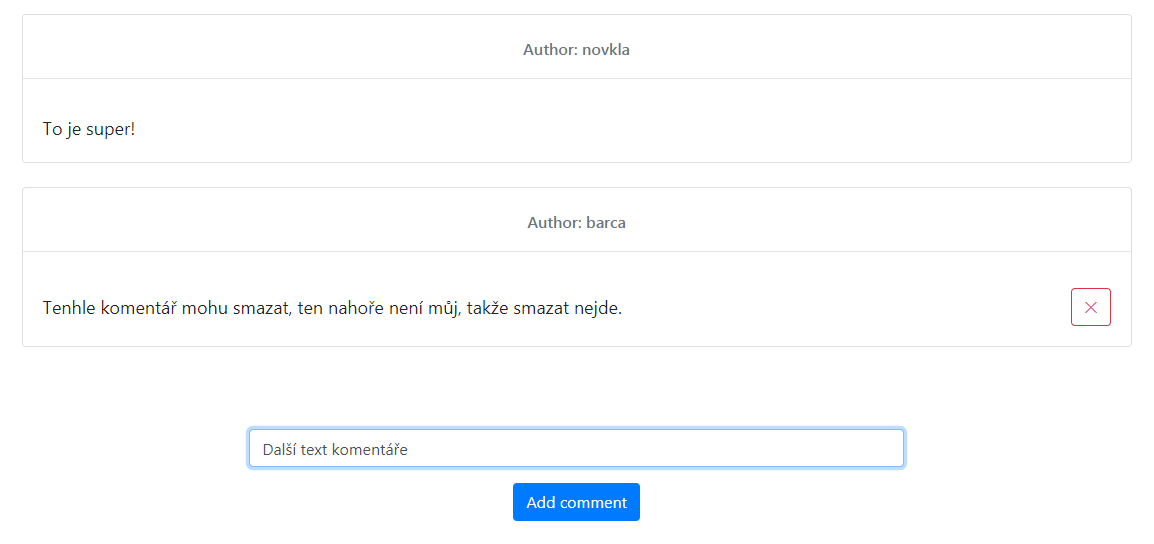 Author: novkla
To je super!
Author: barca
Tenhle komentář mohu smazat, ten nahoře není můj, takže smazat nejde.
Další text komentáře
Add comment